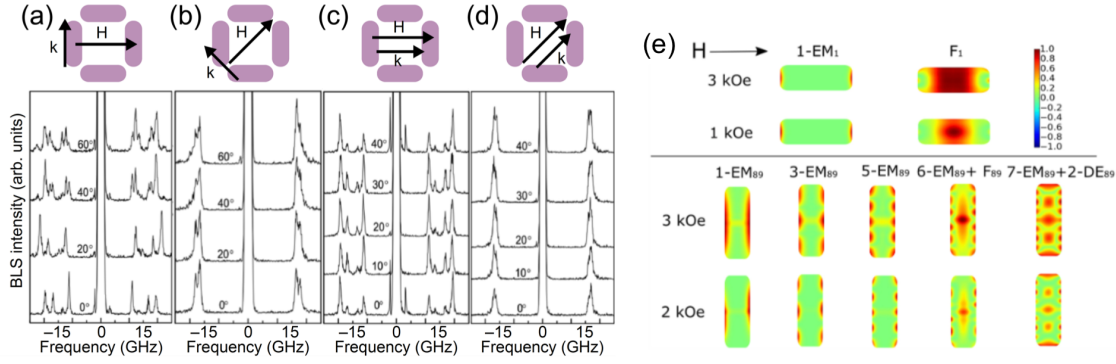 (a)
H
k
(b)
H
k
(c)
H
k
(d)
H
k
BLS intensity (arb. units)
60°
40°
20°
0°
60°
40°
20°
0°
40°
30°
20°
10°
0°
40°
30°
20°
10°
0°
−15 0 15
−15 0 15
−15 0 15
−15 0 15
Frequency (GHz)
Frequency (GHz)
Frequency (GHz)
Frequency (GHz)
(e)
H
1-EM₁
F₁
3 kOe
1 kOe
1.0
0.8
0.6
0.4
0.2
0.0
−0.2
−0.4
−0.6
−0.8
−1.0
1-EM₈₉ 3-EM₈₉ 5-EM₈₉ 6-EM₈₉+ F₈₉ 7-EM₈₉+2-DE₈₉
3 kOe
2 kOe